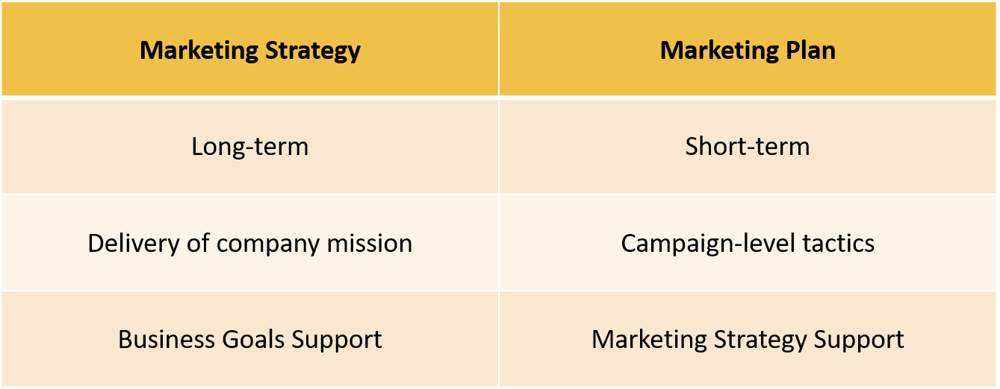 Marketing Strategy
Marketing Plan
Long-term
Short-term
Delivery of company mission
Campaign-level tactics
Business Goals Support
Marketing Strategy Support